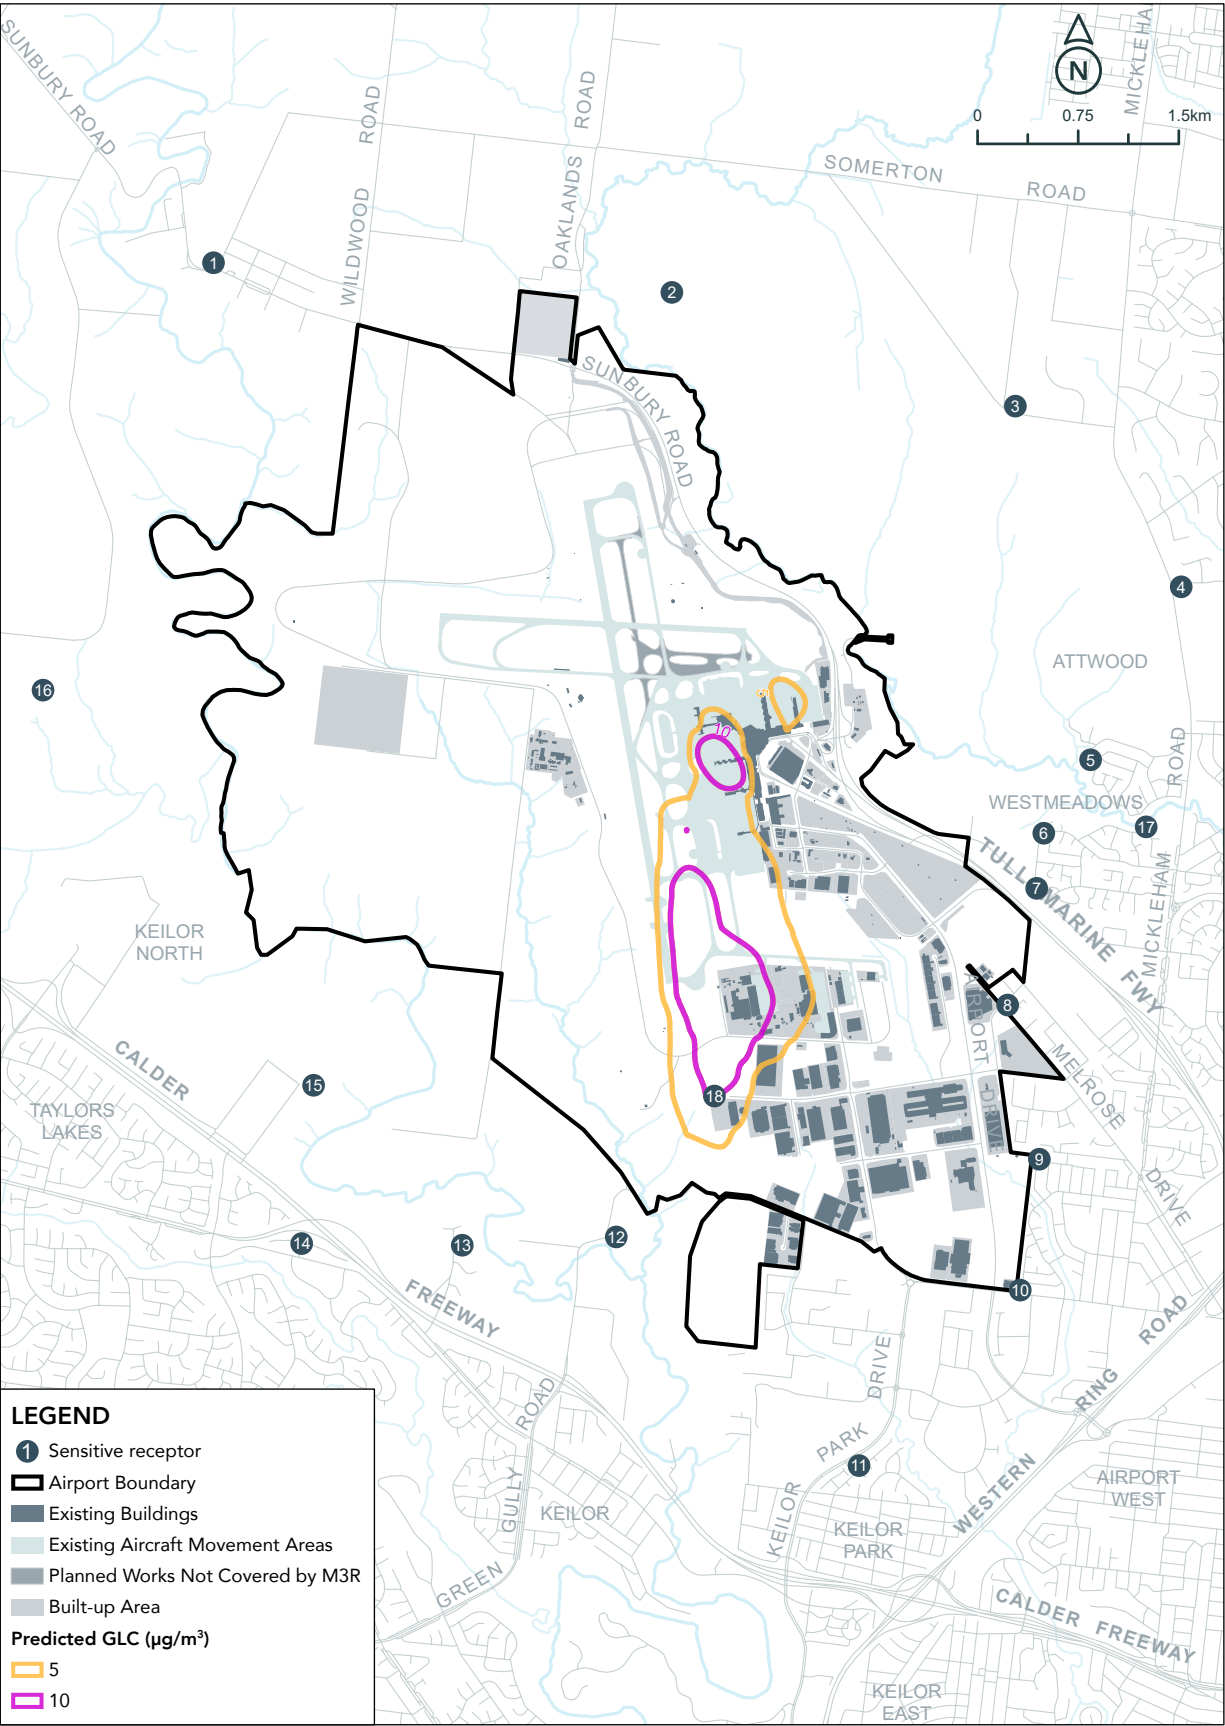 SUNBURY ROAD
WILDWOOD
ROAD
OAKLANDS
ROAD
MICKLEHA
N
0 0.75 1.5km
SOMERTON
ROAD
1
2
SUNBURY ROAD
3
4
ATTWOOD
16
5
10
5
ROAD
WESTMEADOWS
6
17
TULLAMARINE FWY
7
MICKLEHAM
KEILOR
NORTH
8
AIRPORT
DRIVE
MELROSE
DRIVE
CALDER
15
18
TAYLORS
LAKES
9
14
13
12
10
FREEWAY
ROAD
GULLY
GREEN
DRIVE
PARK
KEILOR
11
RING
ROAD
WESTERN
AIRPORT
WEST
KEILOR
KEILOR
PARK
CALDER FREEWAY
KEILOR
EAST
LEGEND
1 Sensitive receptor
Airport Boundary
Existing Buildings
Existing Aircraft Movement Areas
Planned Works Not Covered by M3R
Built-up Area
Predicted GLC (µg/m³)
5
10